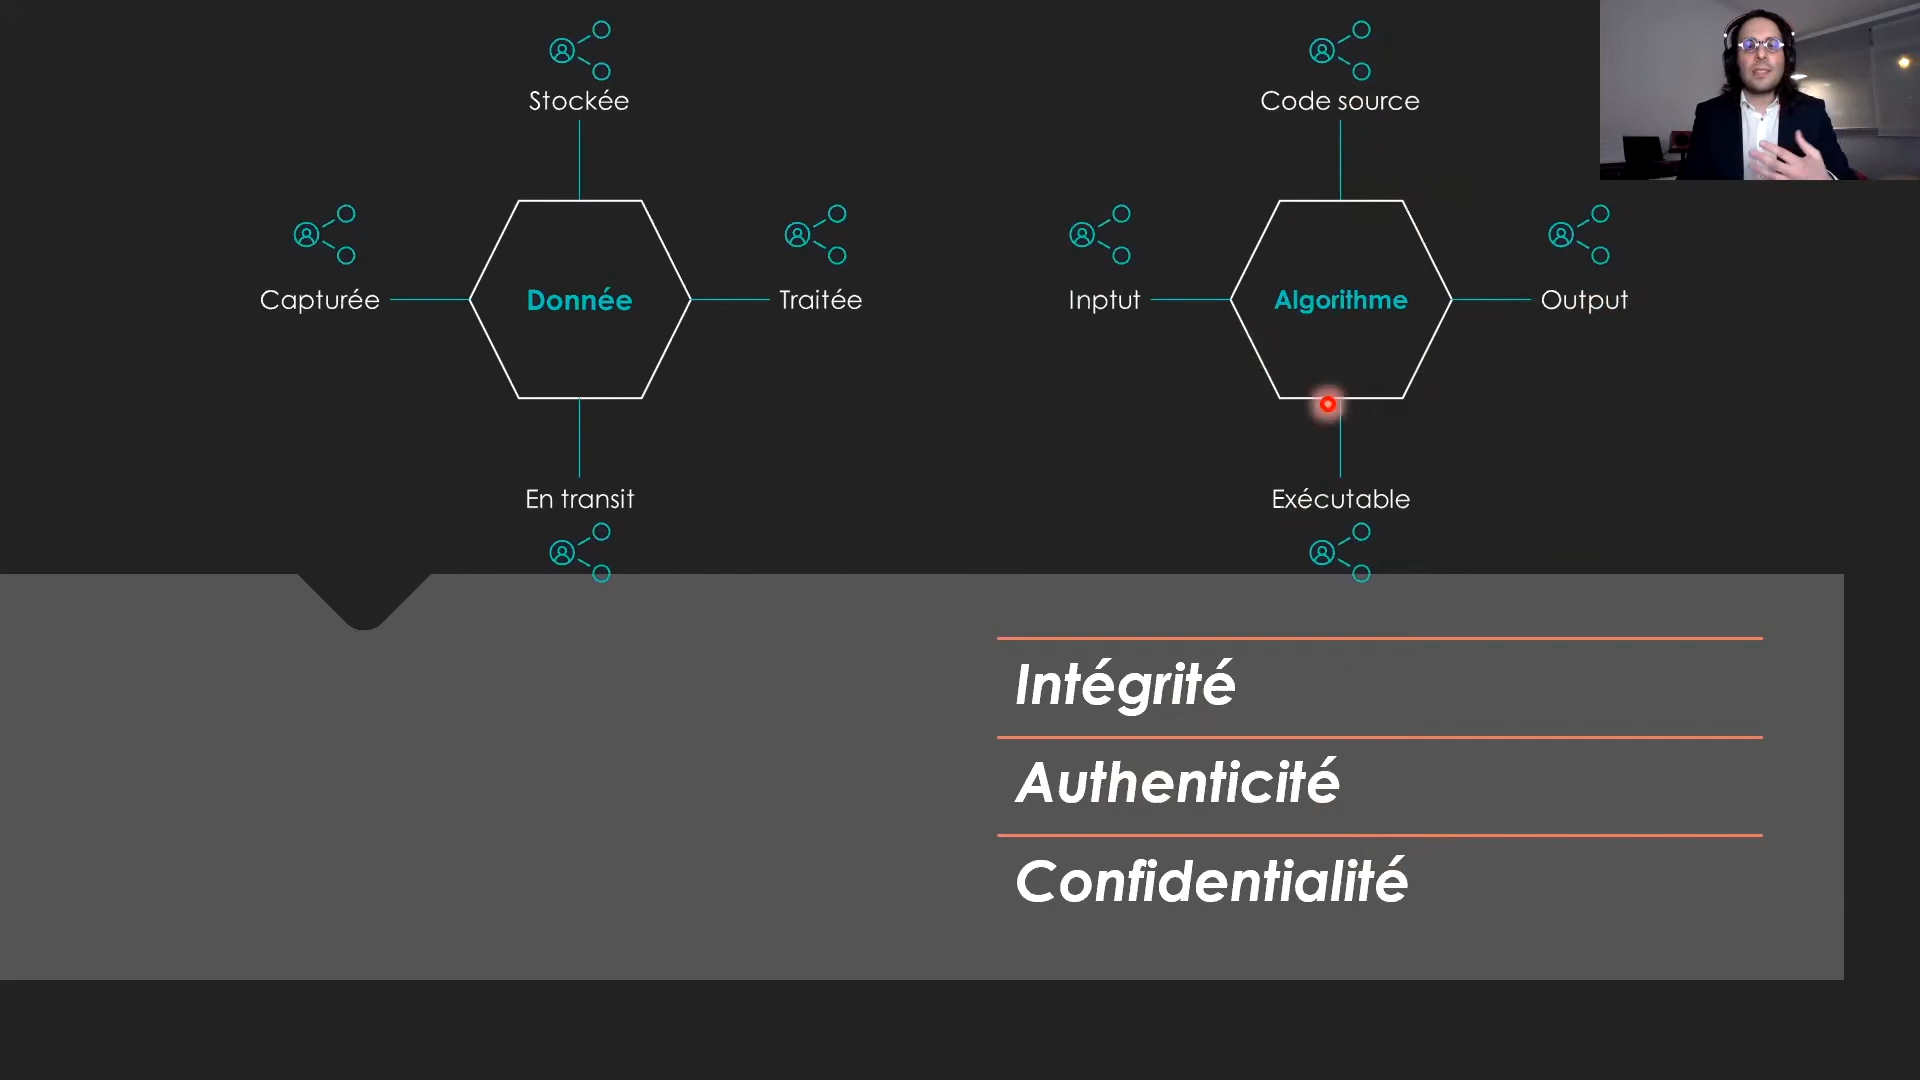 Stockée
Capturée
Donnée
Traitée
En transit
Code source
Inptut
Algorithme
Output
Exécutable
Intégrité
Authenticité
Confidentialité